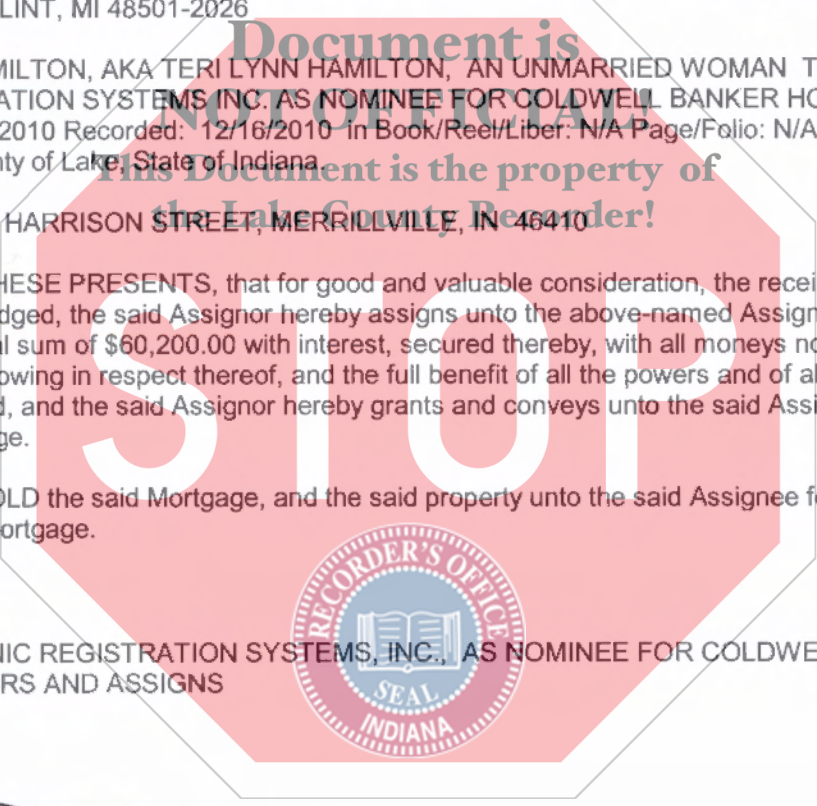 LINT, MI 48501-2026
Document is
MILTON, AKA TERI LYNN HAMILTON, AN UNMARRIED WOMAN T
ATION SYSTEMS INC. AS NOMINEE FOR COLDWELL BANKER HO
NOT OFFICIAL!
2010 Recorded: 12/16/2010 in Book/Reel/Liber: N/A Page/Folio: N/A
nty of Lake, State of Indiana.
This Document is the property of
the Lake County Recorder!
HARRISON STREET, MERRILLVILLE, IN 46410
HESE PRESENTS, that for good and valuable consideration, the recei
dged, the said Assignor hereby assigns unto the above-named Assign
l sum of $60,200.00 with interest, secured thereby, with all moneys no
owing in respect thereof, and the full benefit of all the powers and of al
d, and the said Assignor hereby grants and conveys unto the said Assi
ge.
STOP
OLD the said Mortgage, and the said property unto the said Assignee f
ortgage.
RECORDER'S OFFICE
SEAL
INDIANA
NIC REGISTRATION SYSTEMS, INC., AS NOMINEE FOR COLDWE
RS AND ASSIGNS